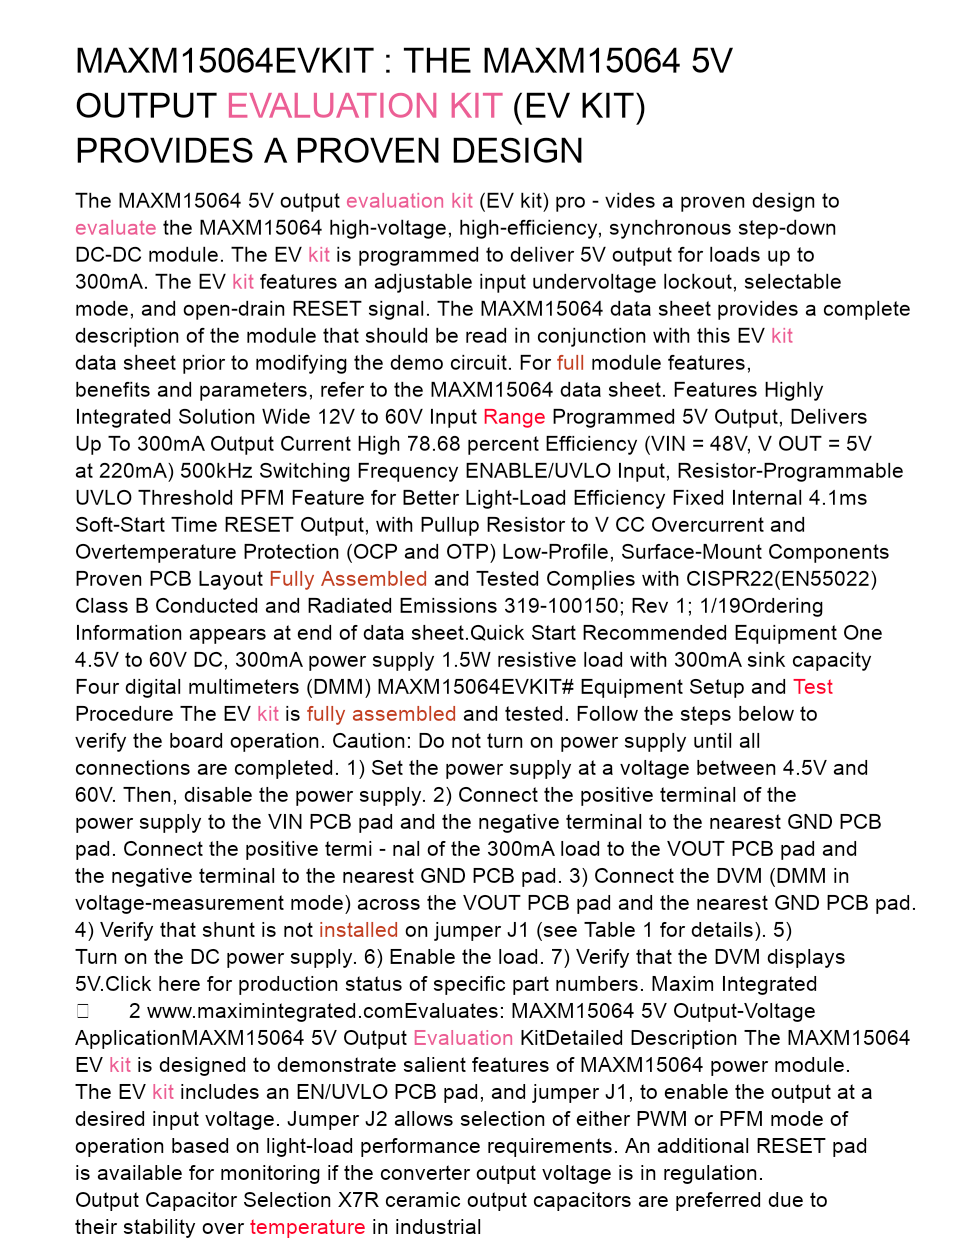 MAXM15064EVKIT : THE MAXM15064 5V
OUTPUT EVALUATION KIT (EV KIT)
PROVIDES A PROVEN DESIGN
The MAXM15064 5V output evaluation kit (EV kit) pro - vides a proven design to
evaluate the MAXM15064 high-voltage, high-efficiency, synchronous step-down
DC-DC module. The EV kit is programmed to deliver 5V output for loads up to
300mA. The EV kit features an adjustable input undervoltage lockout, selectable
mode, and open-drain RESET signal. The MAXM15064 data sheet provides a complete
description of the module that should be read in conjunction with this EV kit
data sheet prior to modifying the demo circuit. For full module features,
benefits and parameters, refer to the MAXM15064 data sheet. Features Highly
Integrated Solution Wide 12V to 60V Input Range Programmed 5V Output, Delivers
Up To 300mA Output Current High 78.68 percent Efficiency (VIN = 48V, V OUT = 5V
at 220mA) 500kHz Switching Frequency ENABLE/UVLO Input, Resistor-Programmable
UVLO Threshold PFM Feature for Better Light-Load Efficiency Fixed Internal 4.1ms
Soft-Start Time RESET Output, with Pullup Resistor to V CC Overcurrent and
Overtemperature Protection (OCP and OTP) Low-Profile, Surface-Mount Components
Proven PCB Layout Fully Assembled and Tested Complies with CISPR22(EN55022)
Class B Conducted and Radiated Emissions 319-100150; Rev 1; 1/19Ordering
Information appears at end of data sheet.Quick Start Recommended Equipment One
4.5V to 60V DC, 300mA power supply 1.5W resistive load with 300mA sink capacity
Four digital multimeters (DMM) MAXM15064EVKIT# Equipment Setup and Test
Procedure The EV kit is fully assembled and tested. Follow the steps below to
verify the board operation. Caution: Do not turn on power supply until all
connections are completed. 1) Set the power supply at a voltage between 4.5V and
60V. Then, disable the power supply. 2) Connect the positive terminal of the
power supply to the VIN PCB pad and the negative terminal to the nearest GND PCB
pad. Connect the positive termi - nal of the 300mA load to the VOUT PCB pad and
the negative terminal to the nearest GND PCB pad. 3) Connect the DVM (DMM in
voltage-measurement mode) across the VOUT PCB pad and the nearest GND PCB pad.
4) Verify that shunt is not installed on jumper J1 (see Table 1 for details). 5)
Turn on the DC power supply. 6) Enable the load. 7) Verify that the DVM displays
5V.Click here for production status of specific part numbers. Maxim Integrated
2 www.maximintegrated.comEvaluates: MAXM15064 5V Output-Voltage
ApplicationMAXM15064 5V Output Evaluation KitDetailed Description The MAXM15064
EV kit is designed to demonstrate salient features of MAXM15064 power module.
The EV kit includes an EN/UVLO PCB pad, and jumper J1, to enable the output at a
desired input voltage. Jumper J2 allows selection of either PWM or PFM mode of
operation based on light-load performance requirements. An additional RESET pad
is available for monitoring if the converter output voltage is in regulation.
Output Capacitor Selection X7R ceramic output capacitors are preferred due to
their stability over temperature in industrial